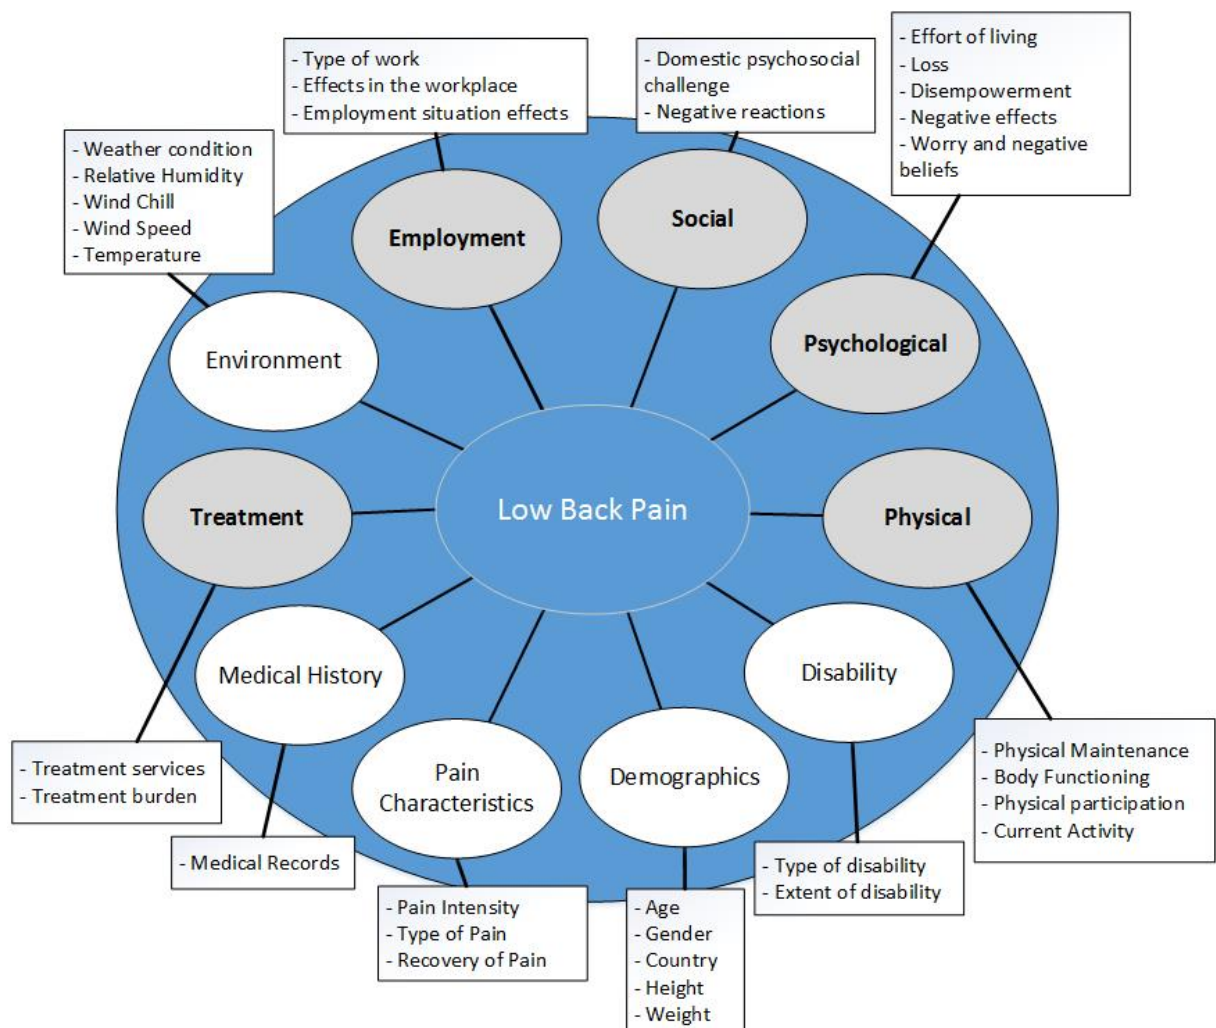 - Type of work
- Effects in the workplace
- Employment situation effects
- Domestic psychosocial
challenge
- Negative reactions
- Effort of living
- Loss
- Disempowerment
- Negative effects
- Worry and negative
beliefs
- Weather condition
- Relative Humidity
- Wind Chill
- Wind Speed
- Temperature
Employment
Social
Psychological
Environment
Treatment
Low Back Pain
Physical
Medical History
Disability
Pain
Characteristics
Demographics
- Treatment services
- Treatment burden
- Physical Maintenance
- Body Functioning
- Physical participation
- Current Activity
- Medical Records
- Type of disability
- Extent of disability
- Pain Intensity
- Type of Pain
- Recovery of Pain
- Age
- Gender
- Country
- Height
- Weight